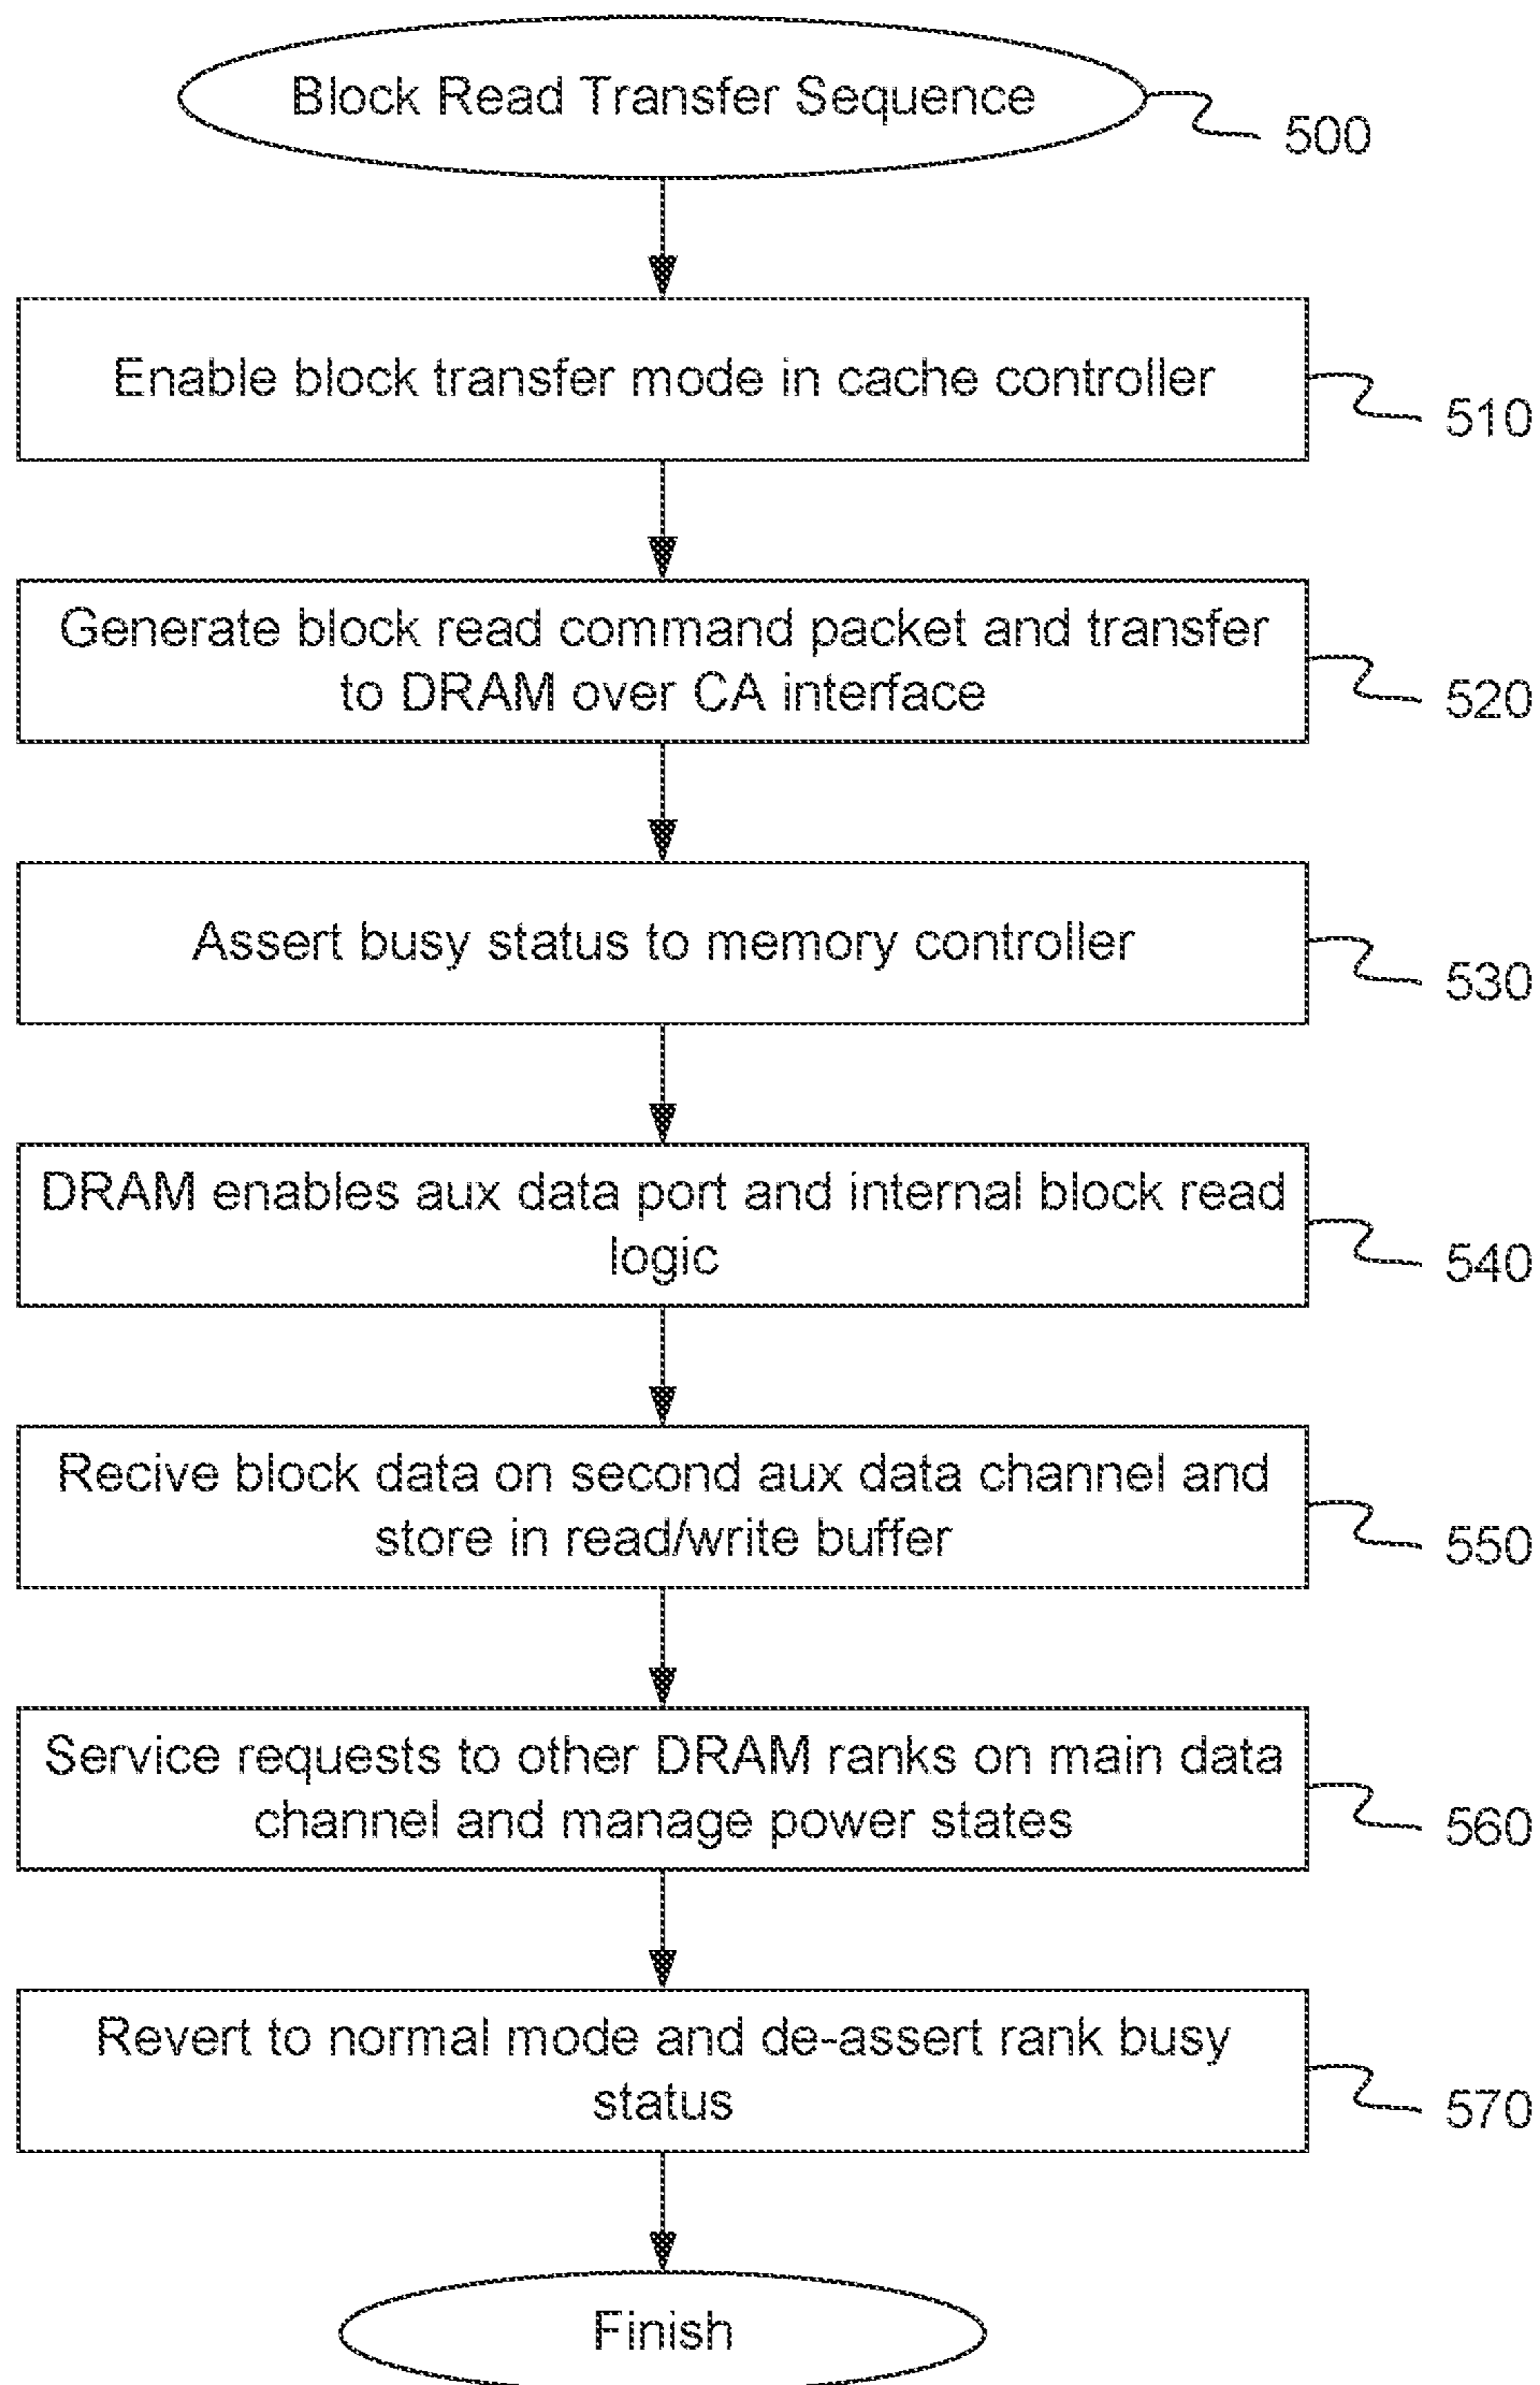 Block Read Transfer Sequence
500
Enable block transfer mode in cache controller
510
Generate block read command packet and transfer
to DRAM over CA interface
520
Assert busy status to memory controller
530
DRAM enables aux data port and internal block read
logic
540
Recive block data on second aux data channel and
store in read/write buffer
550
Service requests to other DRAM ranks on main data
channel and manage power states
560
Revert to normal mode and de-assert rank busy
status
570
Finish